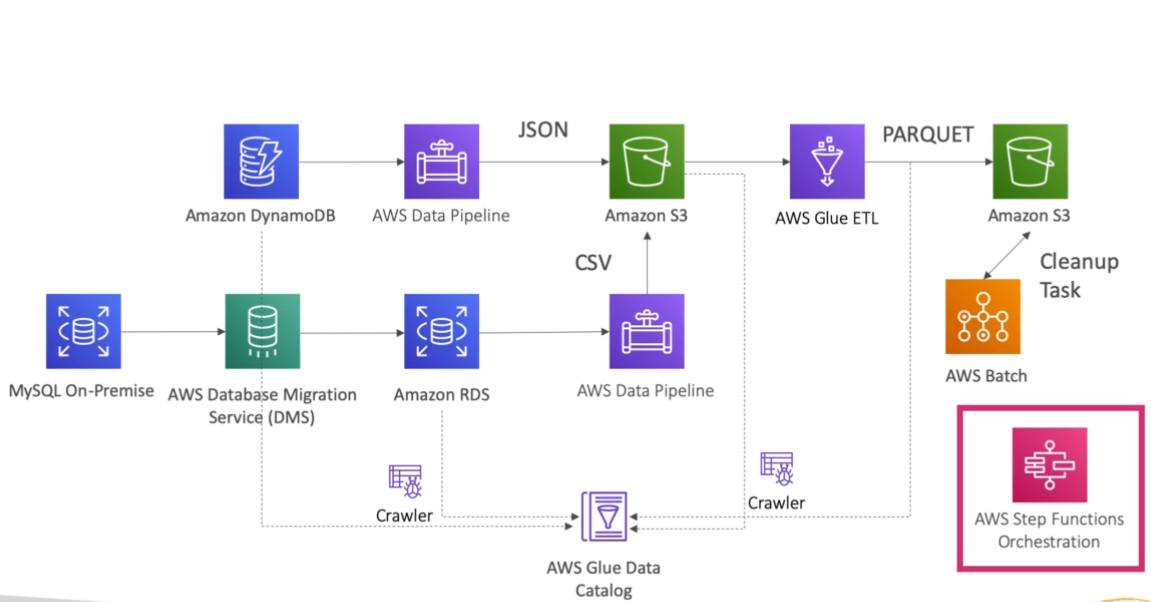 JSON
PARQUET
Amazon DynamoDB
AWS Data Pipeline
Amazon S3
AWS Glue ETL
Amazon S3
CSV
Cleanup
Task
MySQL On-Premise
AWS Database Migration
Service (DMS)
Amazon RDS
AWS Data Pipeline
AWS Batch
Crawler
Crawler
AWS Step Functions
Orchestration
AWS Glue Data
Catalog